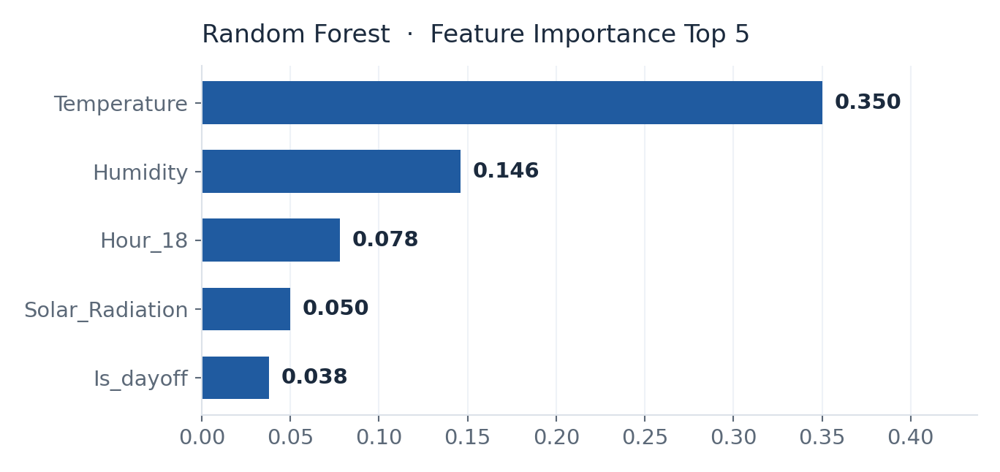 Random Forest · Feature Importance Top 5
Temperature 0.350
Humidity 0.146
Hour_18 0.078
Solar_Radiation 0.050
Is_dayoff 0.038
0.00 0.05 0.10 0.15 0.20 0.25 0.30 0.35 0.40